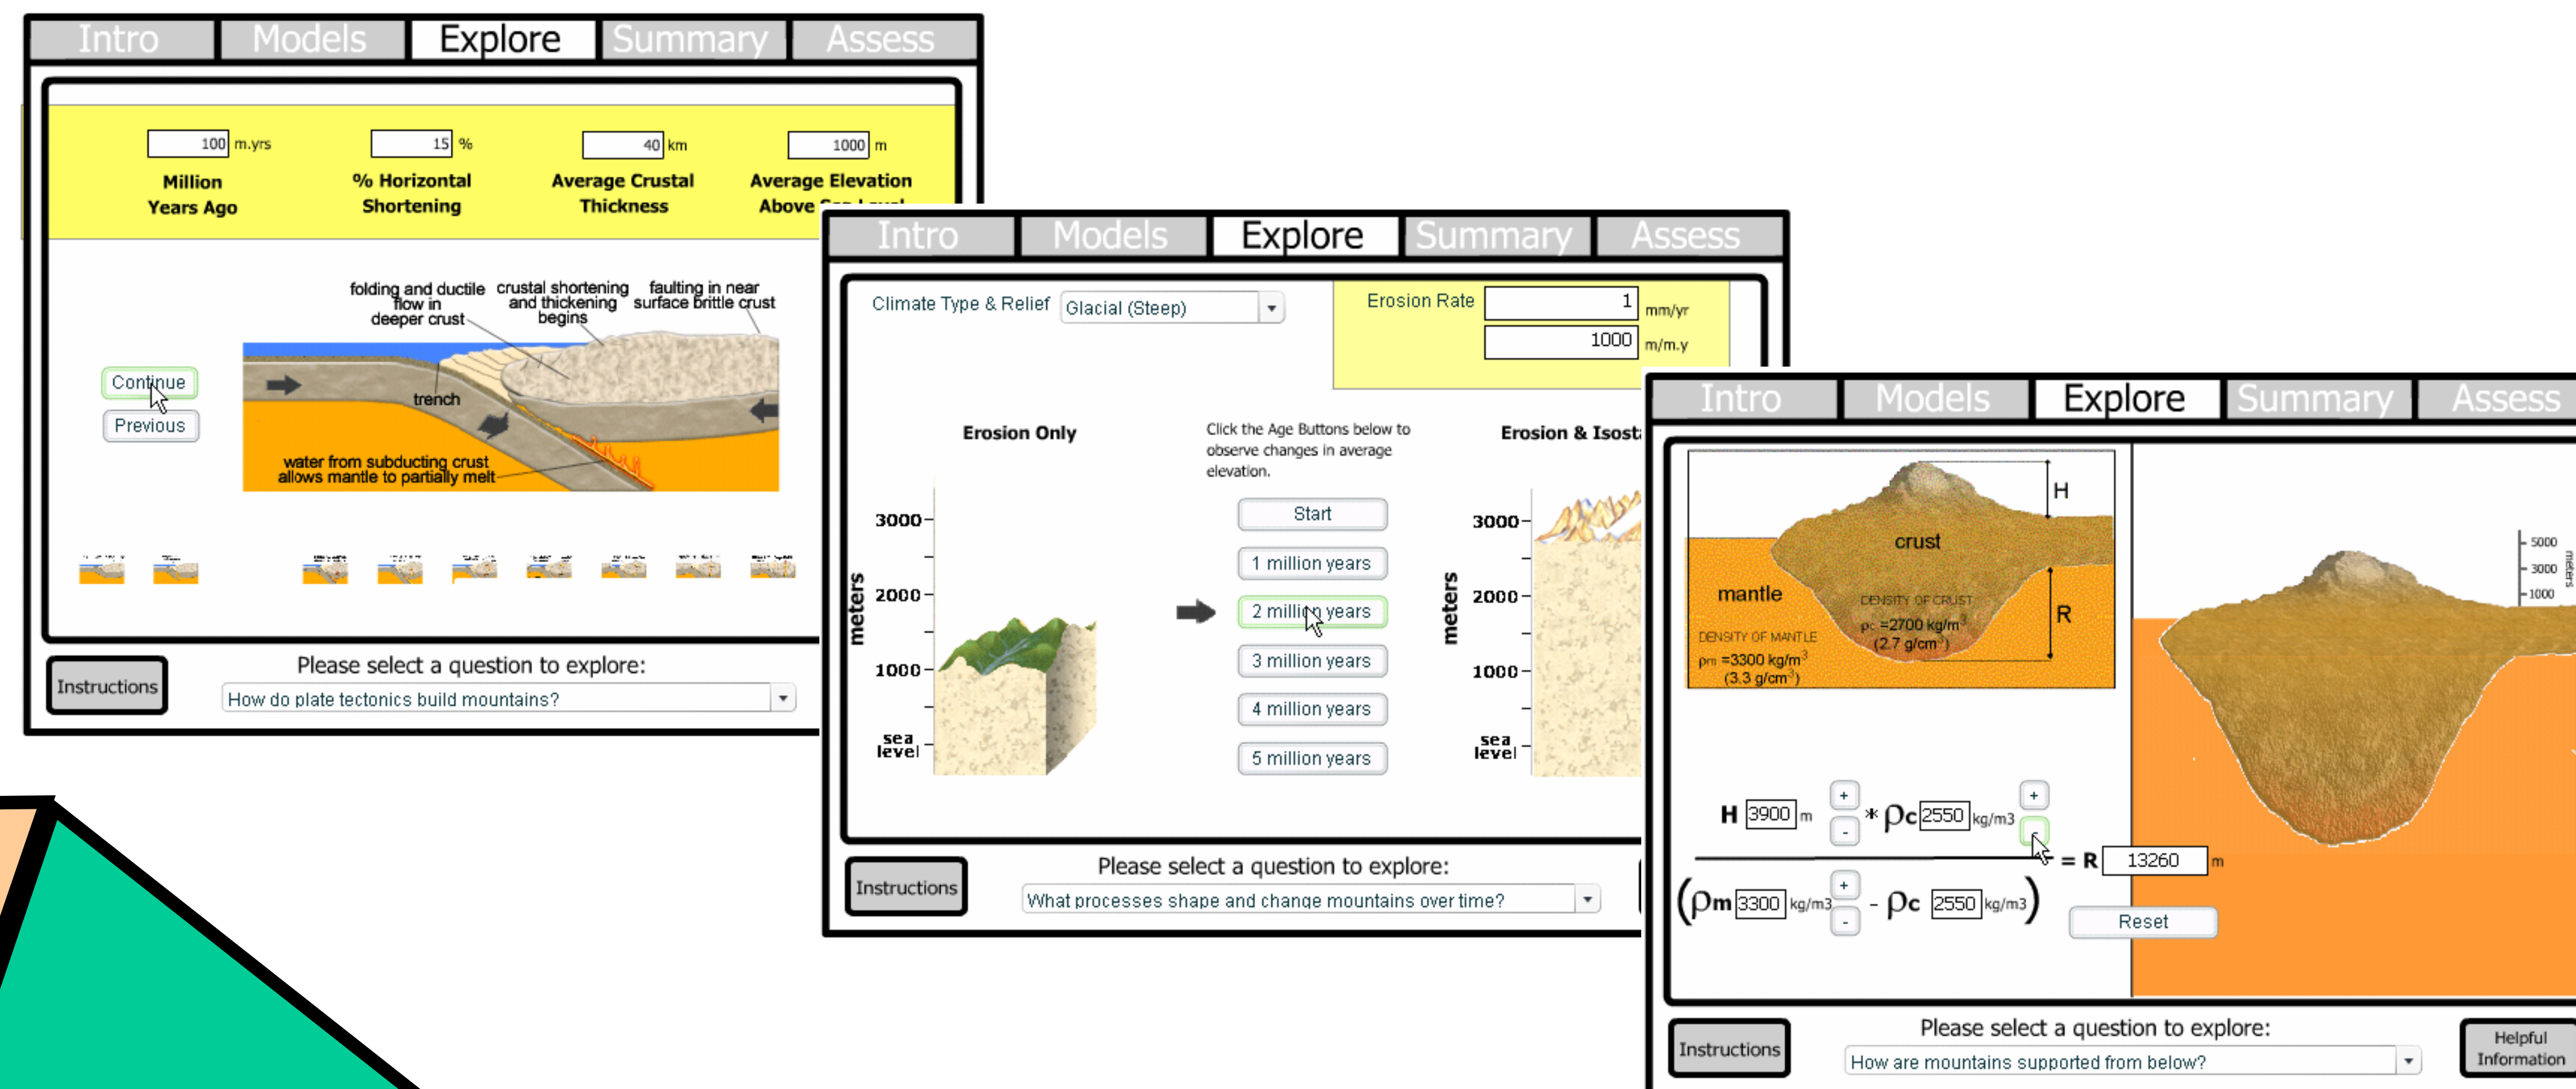 Intro Models Explore Summary Assess
100 m.yrs 15 % 40 km 1000 m
Million % Horizontal Average Crustal Average Elevation
Years Ago Shortening Thickness Above Sea Level
folding and ductile crustal shortening faulting in near
flow in and thickening surface brittle crust
deeper crust begins
Continue
trench
Previous
water from subducting crust
allows mantle to partially melt
Please select a question to explore:
Instructions
How do plate tectonics build mountains?
Intro Models Explore Summary Assess
Climate Type & Relief Glacial (Steep) Erosion Rate 1 mm/yr
1000 m/m.y
Erosion Only Click the Age Buttons below to Erosion & Isost
observe changes in average
elevation.
Start
3000 3000
1 million years
2000 2000
meters 2 million years meters
3 million years
1000 1000
4 million years
sea sea
level level
5 million years
Please select a question to explore:
Instructions
What processes shape and change mountains over time?
Intro Models Explore Summary Assess
H
crust
mantle
DENSITY OF CRUST
ρc =2700 kg/m3
(2.7 g/cm3)
R
DENSITY OF MANTLE
ρm =3300 kg/m3
(3.3 g/cm3)
5000
3000
1000
meters
H 3900 m + - * ρc 2550 kg/m3 + -
= R 13260 m
(ρm 3300 kg/m3 + - - ρc 2550 kg/m3)
Reset
Please select a question to explore:
Instructions
How are mountains supported from below?
Helpful
Information